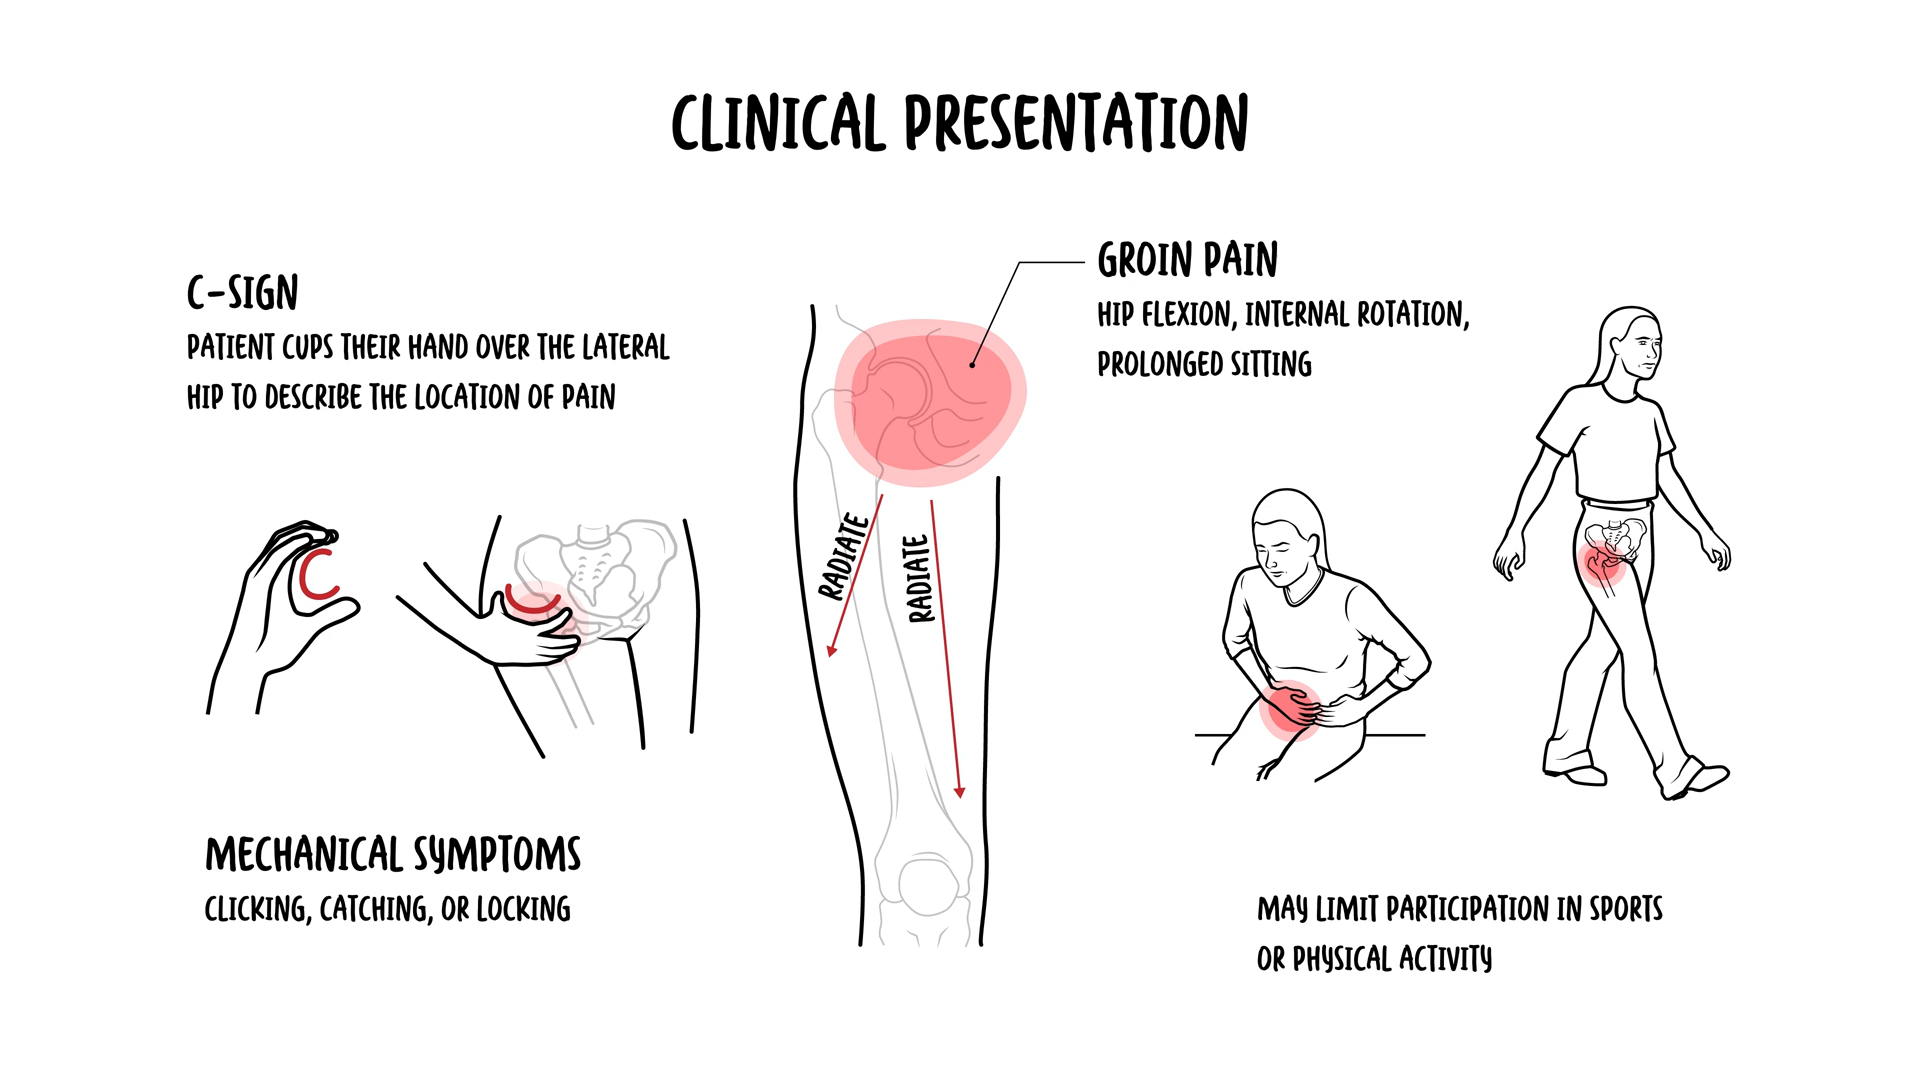 CLINICAL PRESENTATION
C-SIGN
PATIENT CUPS THEIR HAND OVER THE LATERAL
HIP TO DESCRIBE THE LOCATION OF PAIN
GROIN PAIN
HIP FLEXION, INTERNAL ROTATION,
PROLONGED SITTING
RADIATE
RADIATE
MECHANICAL SYMPTOMS
CLICKING, CATCHING, OR LOCKING
MAY LIMIT PARTICIPATION IN SPORTS
OR PHYSICAL ACTIVITY